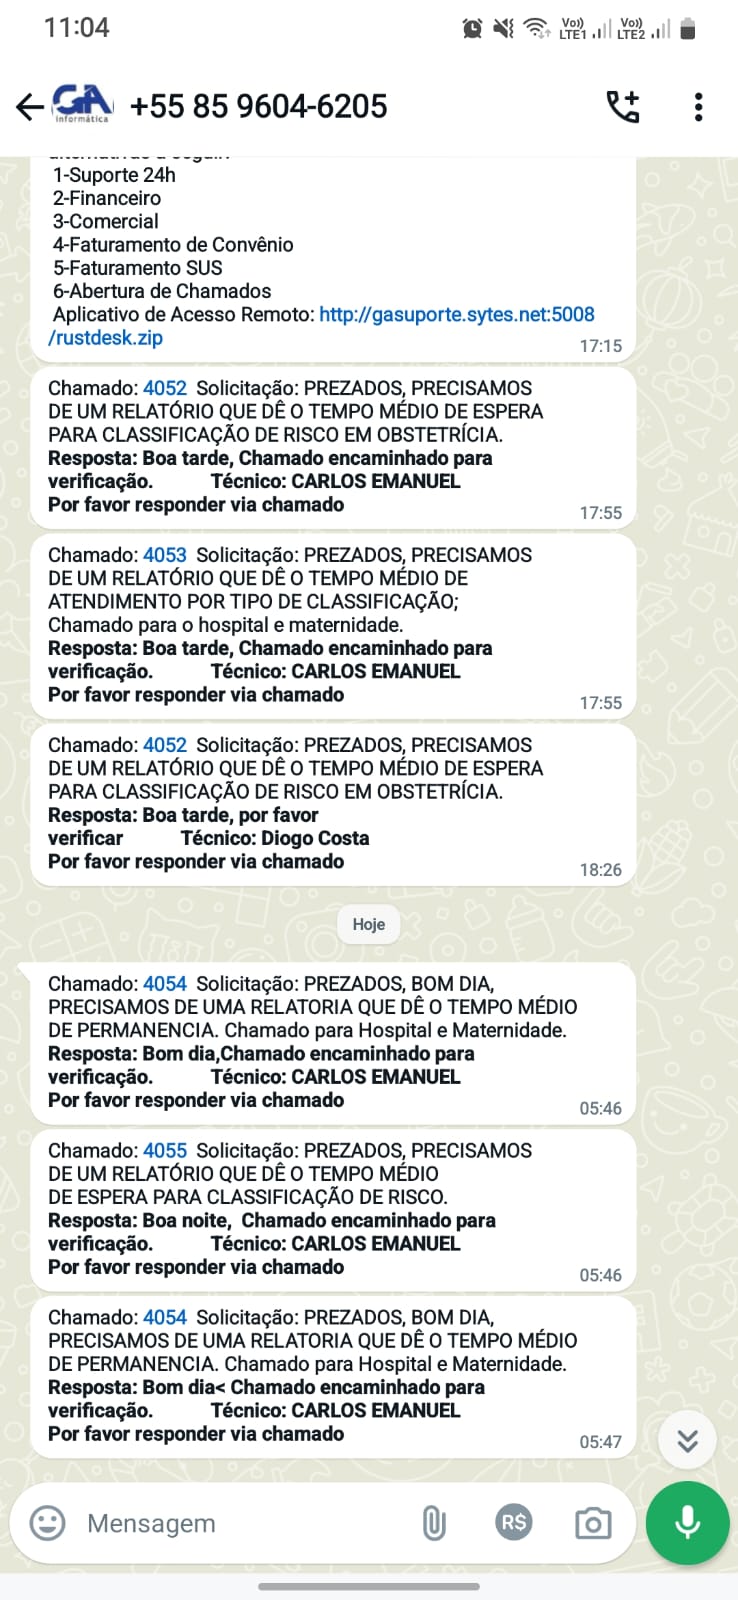 11:04
Vo)) LTE1 Vo)) LTE2
GA informática
+55 85 9604-6205
alternativas a seguir:
1-Suporte 24h
2-Financeiro
3-Comercial
4-Faturamento de Convênio
5-Faturamento SUS
6-Abertura de Chamados
Aplicativo de Acesso Remoto: http://gasuporte.sytes.net:5008
/rustdesk.zip
17:15
Chamado: 4052 Solicitação: PREZADOS, PRECISAMOS
DE UM RELATÓRIO QUE DÊ O TEMPO MÉDIO DE ESPERA
PARA CLASSIFICAÇÃO DE RISCO EM OBSTETRÍCIA.
Resposta: Boa tarde, Chamado encaminhado para
verificação. Técnico: CARLOS EMANUEL
Por favor responder via chamado
17:55
Chamado: 4053 Solicitação: PREZADOS, PRECISAMOS
DE UM RELATÓRIO QUE DÊ O TEMPO MÉDIO DE
ATENDIMENTO POR TIPO DE CLASSIFICAÇÃO;
Chamado para o hospital e maternidade.
Resposta: Boa tarde, Chamado encaminhado para
verificação. Técnico: CARLOS EMANUEL
Por favor responder via chamado
17:55
Chamado: 4052 Solicitação: PREZADOS, PRECISAMOS
DE UM RELATÓRIO QUE DÊ O TEMPO MÉDIO DE ESPERA
PARA CLASSIFICAÇÃO DE RISCO EM OBSTETRÍCIA.
Resposta: Boa tarde, por favor
verificar Técnico: Diogo Costa
Por favor responder via chamado
18:26
Hoje
Chamado: 4054 Solicitação: PREZADOS, BOM DIA,
PRECISAMOS DE UMA RELATORIA QUE DÊ O TEMPO MÉDIO
DE PERMANENCIA. Chamado para Hospital e Maternidade.
Resposta: Bom dia,Chamado encaminhado para
verificação. Técnico: CARLOS EMANUEL
Por favor responder via chamado
05:46
Chamado: 4055 Solicitação: PREZADOS, PRECISAMOS
DE UM RELATÓRIO QUE DÊ O TEMPO MÉDIO
DE ESPERA PARA CLASSIFICAÇÃO DE RISCO.
Resposta: Boa noite, Chamado encaminhado para
verificação. Técnico: CARLOS EMANUEL
Por favor responder via chamado
05:46
Chamado: 4054 Solicitação: PREZADOS, BOM DIA,
PRECISAMOS DE UMA RELATORIA QUE DÊ O TEMPO MÉDIO
DE PERMANENCIA. Chamado para Hospital e Maternidade.
Resposta: Bom dia< Chamado encaminhado para
verificação. Técnico: CARLOS EMANUEL
Por favor responder via chamado
05:47
Mensagem
R$